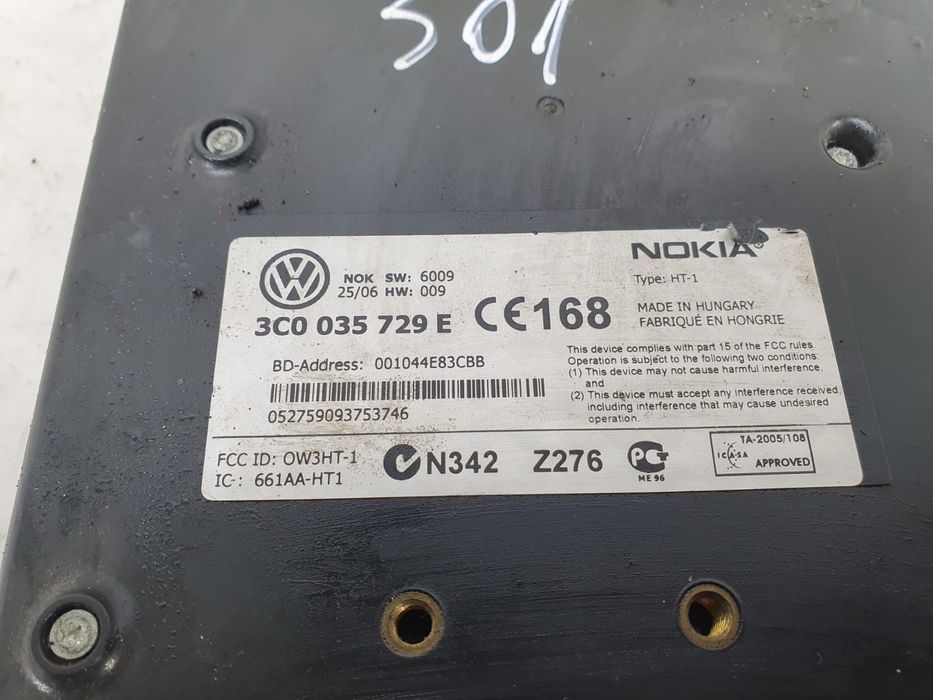 501
NOK SW: 6009
25/06 HW: 009
3C0 035 729 E CE168
NOKIA
Type: HT-1
MADE IN HUNGARY
FABRIQUÉ EN HONGRIE
BD-Address: 001044E83CBB
052759093753746
This device complies with part 15 of the FCC rules.
Operation is subject to the following two conditions:
(1) This device may not cause harmful interference,
and
(2) This device must accept any interference received,
including interference that may cause undesired
operation.
FCC ID: OW3HT-1
IC : 661AA-HT1
N342 Z276
ME 96
TA-2005/108
ICASA APPROVED